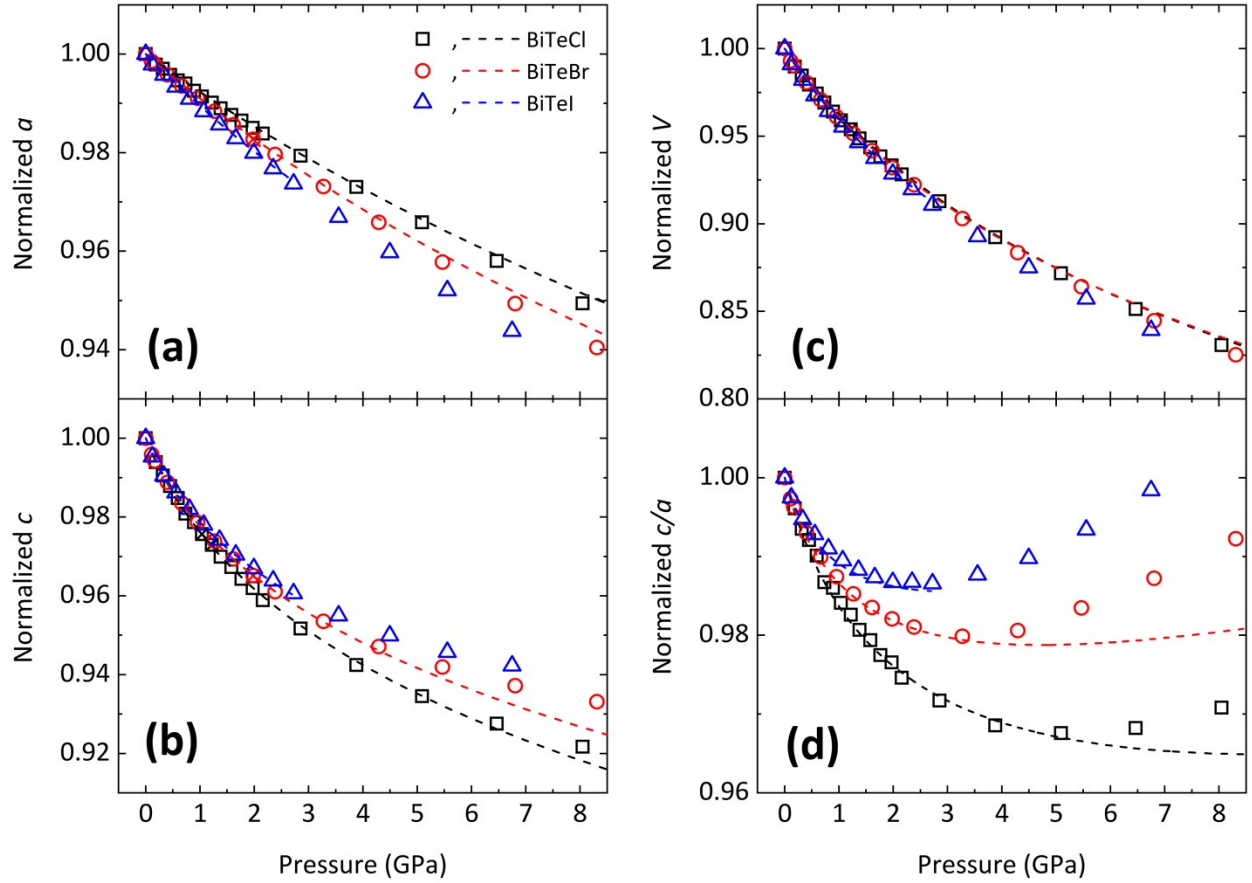 1.00
0.98
0.96
0.94
Normalized a
(a)
, BiTeCl
, BiTeBr
, BiTeI
1.00
0.95
0.90
0.85
0.80
Normalized V
(c)
1.00
0.98
0.96
0.94
0.92
Normalized c
(b)
0 1 2 3 4 5 6 7 8
Pressure (GPa)
1.00
0.98
0.96
Normalized c/a
(d)
0 1 2 3 4 5 6 7 8
Pressure (GPa)